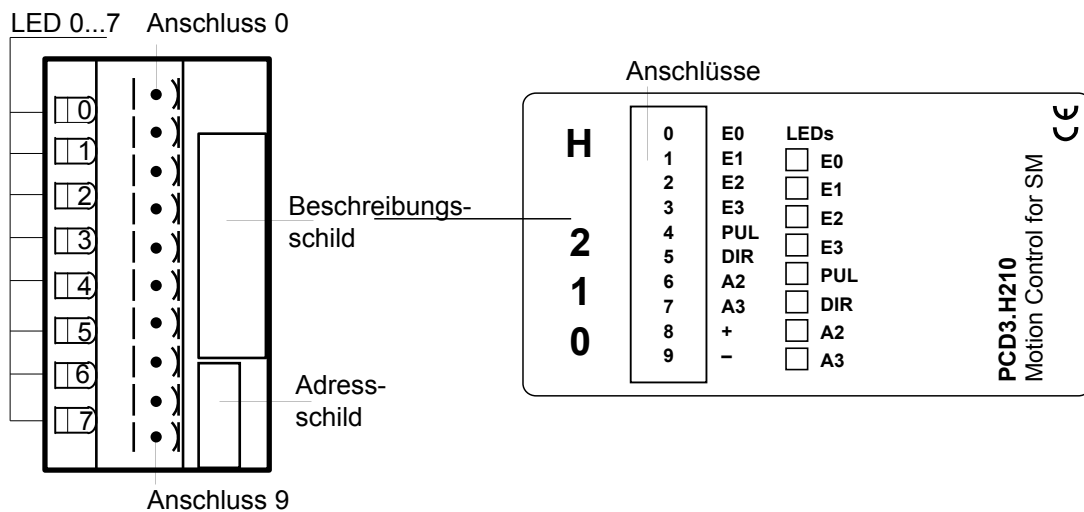 LED 0...7 Anschluss 0
0
1
2
3
4
5
6
7
Beschreibungs-
schild
Adress-
schild
Anschluss 9
Anschlüsse
H
2
1
0
0 E0 LEDs
1 E1 E0
2 E2 E1
3 E3 E2
4 PUL E3
5 DIR PUL
6 A2 DIR
7 A3 A2
8 + A3
9 –
PCD3.H210
Motion Control for SM
CE